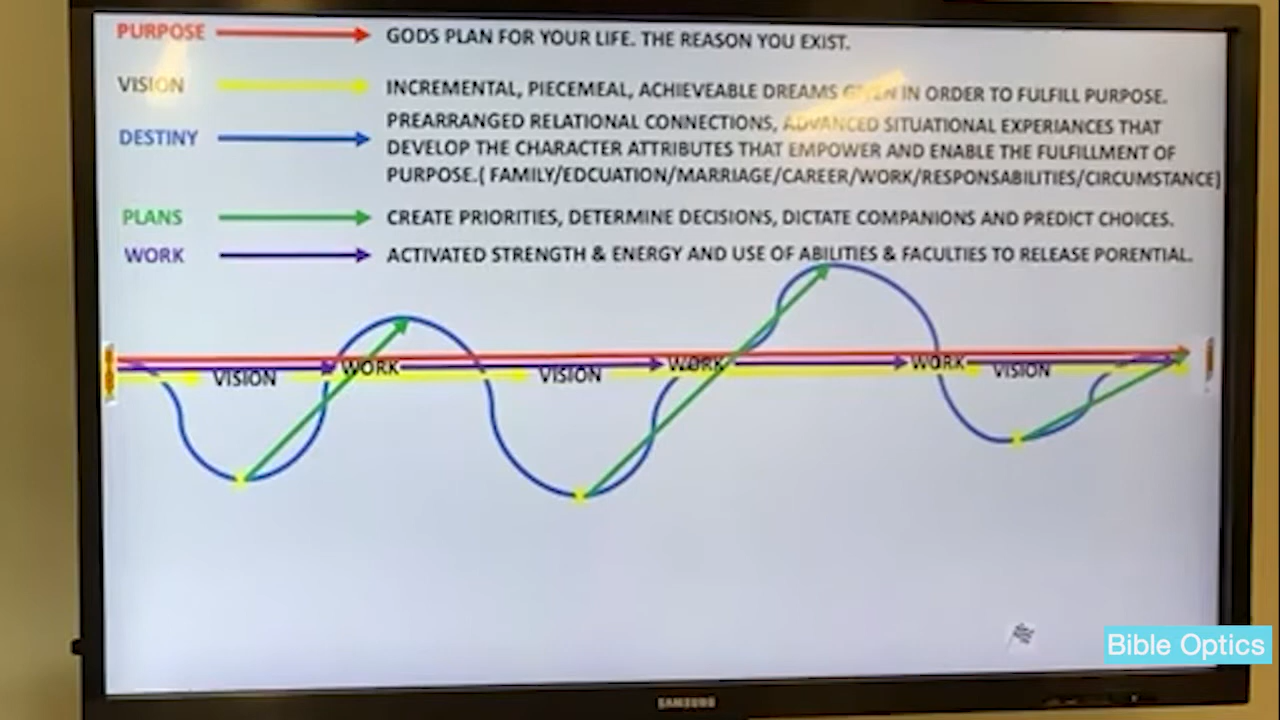 PURPOSE GODS PLAN FOR YOUR LIFE. THE REASON YOU EXIST.
VISION INCREMENTAL, PIECEMEAL, ACHIEVEABLE DREAMS GIVEN IN ORDER TO FULFILL PURPOSE.
DESTINY PREARRANGED RELATIONAL CONNECTIONS, ADVANCED SITUATIONAL EXPERIANCES THAT
DEVELOP THE CHARACTER ATTRIBUTES THAT EMPOWER AND ENABLE THE FULFILLMENT OF
PURPOSE.( FAMILY/EDCUATION/MARRIAGE/CAREER/WORK/RESPONSABILITIES/CIRCUMSTANCE)
PLANS CREATE PRIORITIES, DETERMINE DECISIONS, DICTATE COMPANIONS AND PREDICT CHOICES.
WORK ACTIVATED STRENGTH & ENERGY AND USE OF ABILITIES & FACULTIES TO RELEASE PORENTIAL.
VISION WORK VISION WORK WORK VISION
Bible Optics
SAMSUNG